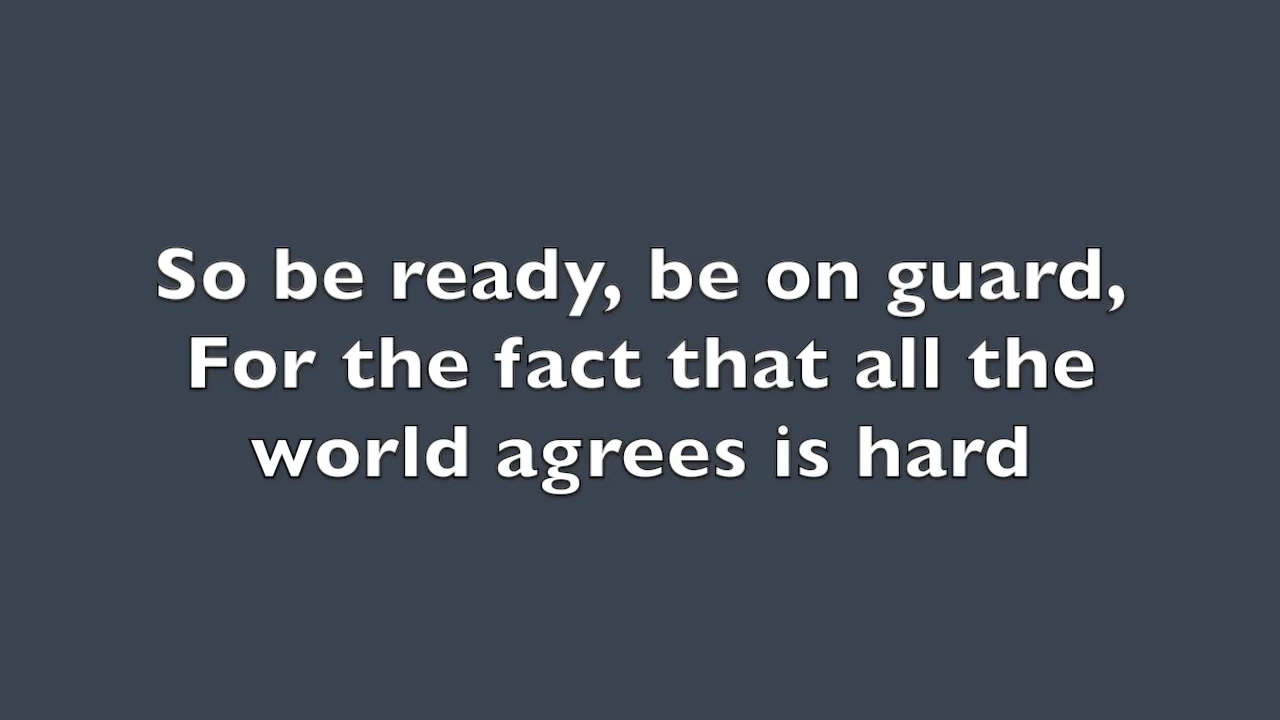 So be ready, be on guard,
For the fact that all the
world agrees is hard